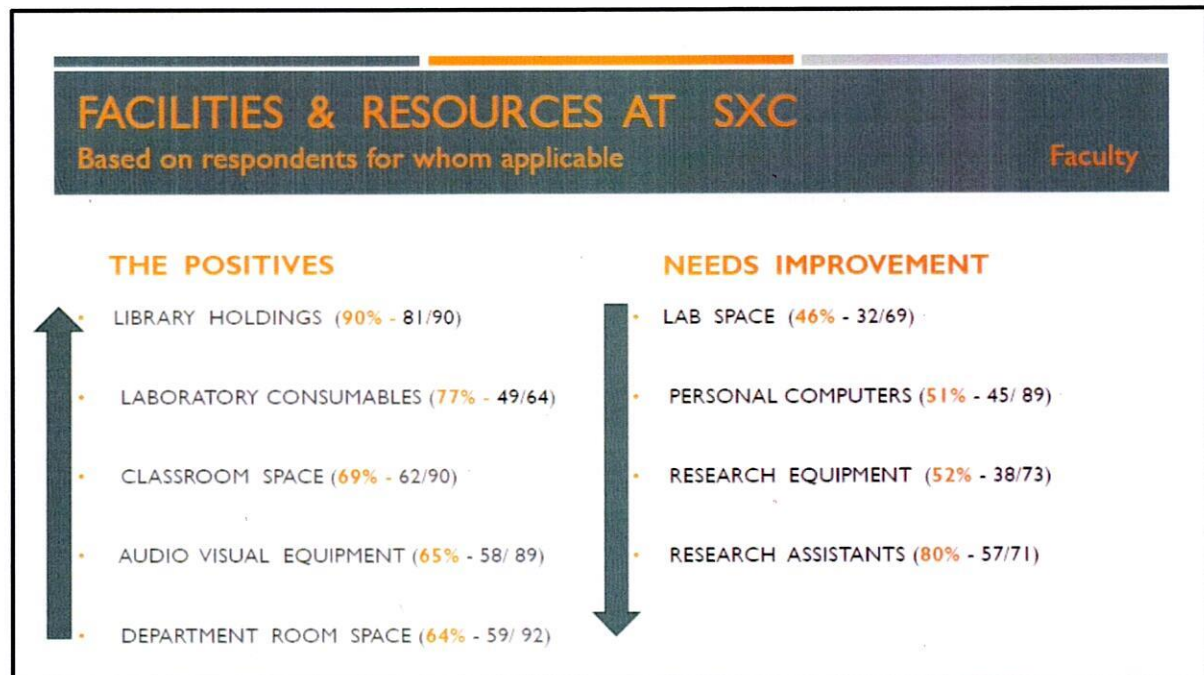 FACILITIES & RESOURCES AT SXC
Based on respondents for whom applicable
Faculty
THE POSITIVES
• LIBRARY HOLDINGS (90% - 81/90)
• LABORATORY CONSUMABLES (77% - 49/64)
• CLASSROOM SPACE (69% - 62/90)
• AUDIO VISUAL EQUIPMENT (65% - 58/ 89)
• DEPARTMENT ROOM SPACE (64% - 59/ 92)
NEEDS IMPROVEMENT
• LAB SPACE (46% - 32/69)
• PERSONAL COMPUTERS (51% - 45/ 89)
• RESEARCH EQUIPMENT (52% - 38/73)
• RESEARCH ASSISTANTS (80% - 57/71)